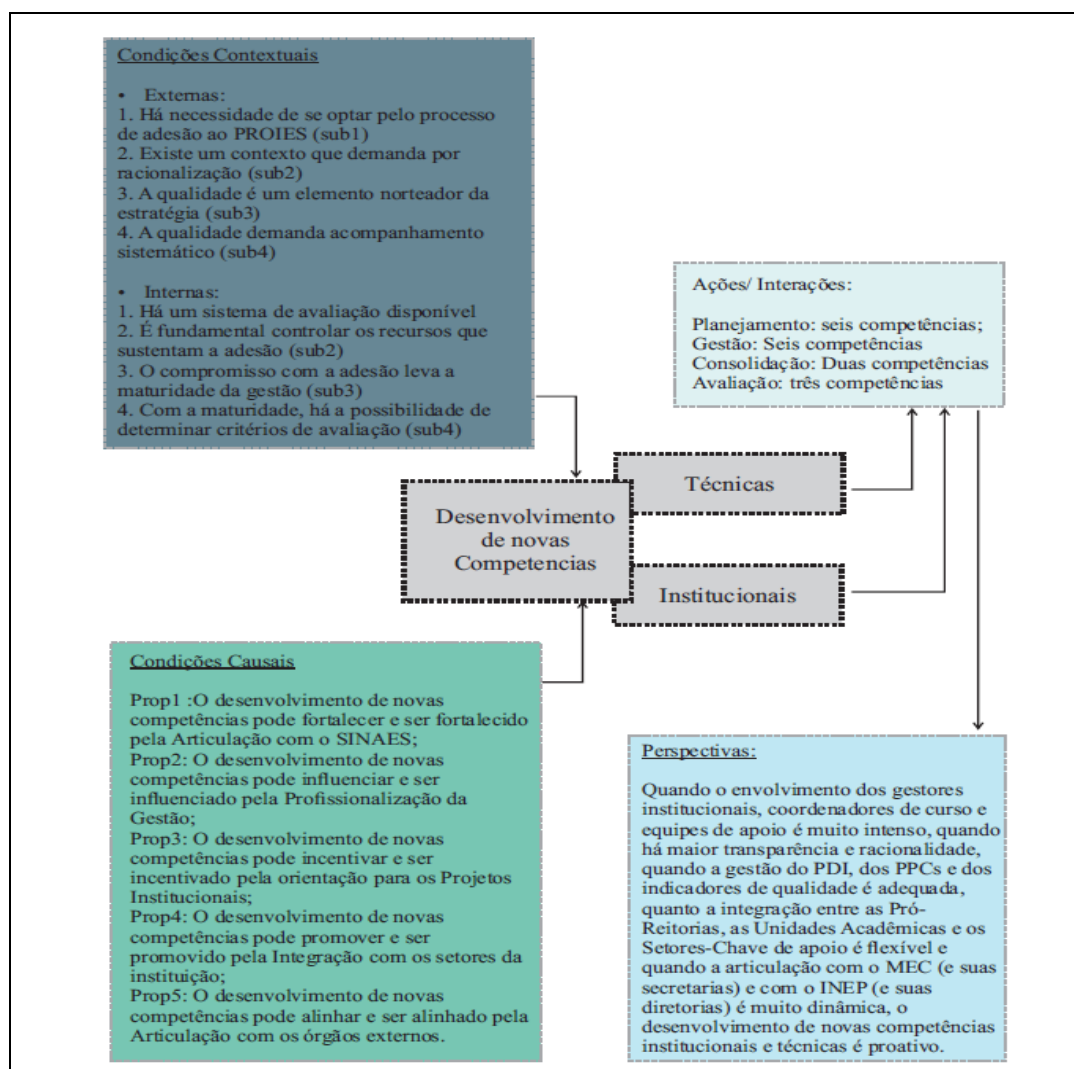 Condições Contextuais
• Externas:
1. Há necessidade de se optar pelo processo
de adesão ao PROIES (sub1)
2. Existe um contexto que demanda por
racionalização (sub2)
3. A qualidade é um elemento norteador da
estratégia (sub3)
4. A qualidade demanda acompanhamento
sistemático (sub4)
• Internas:
1. Há um sistema de avaliação disponível
2. É fundamental controlar os recursos que
sustentam a adesão (sub2)
3. O compromisso com a adesão leva a
maturidade da gestão (sub3)
4. Com a maturidade, há a possibilidade de
determinar critérios de avaliação (sub4)
Ações/ Interações:
Planejamento: seis competências;
Gestão: Seis competências
Consolidação: Duas competências
Avaliação: três competências
Técnicas
Desenvolvimento
de novas
Competencias
Institucionais
Condições Causais
Prop1 :O desenvolvimento de novas
competências pode fortalecer e ser fortalecido
pela Articulação com o SINAES;
Prop2: O desenvolvimento de novas
competências pode influenciar e ser
influenciado pela Profissionalização da
Gestão;
Prop3: O desenvolvimento de novas
competências pode incentivar e ser
incentivado pela orientação para os Projetos
Institucionais;
Prop4: O desenvolvimento de novas
competências pode promover e ser
promovido pela Integração com os setores da
instituição;
Prop5: O desenvolvimento de novas
competências pode alinhar e ser alinhado pela
Articulação com os órgãos externos.
Perspectivas:
Quando o envolvimento dos gestores
institucionais, coordenadores de curso e
equipes de apoio é muito intenso, quando
há maior transparência e racionalidade,
quando a gestão do PDI, dos PPCs e dos
indicadores de qualidade é adequada,
quanto a integração entre as Pró-
Reitorias, as Unidades Acadêmicas e os
Setores-Chave de apoio é flexível e
quando a articulação com o MEC (e suas
secretarias) e com o INEP (e suas
diretorias) é muito dinâmica, o
desenvolvimento de novas competências
institucionais e técnicas é proativo.